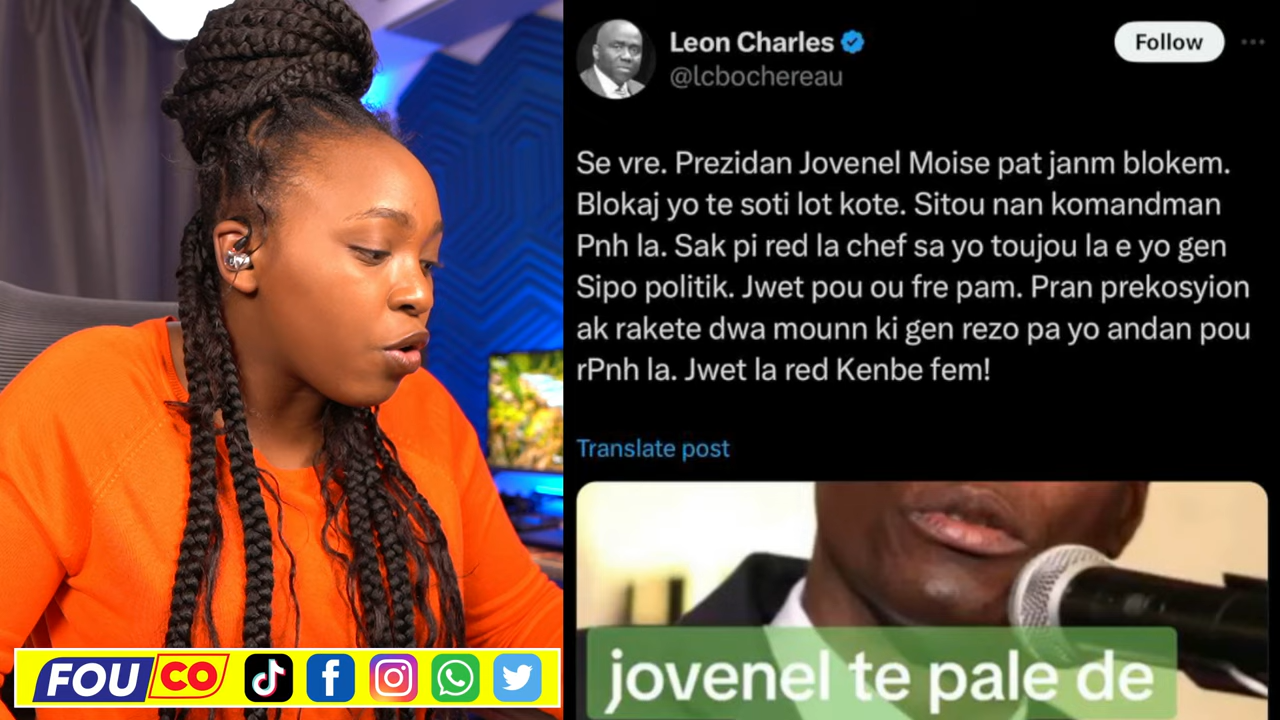 Leon Charles
@lcbochereau
Follow
Se vre. Prezidan Jovenel Moise pat janm blokem.
Blokaj yo te soti lot kote. Sitou nan komandman
Pnh la. Sak pi red la chef sa yo toujou la e yo gen
Sipo politik. Jwet pou ou fre pam. Pran prekosyion
ak rakete dwa mounn ki gen rezo pa yo andan pou
rPnh la. Jwet la red Kenbe fem!
Translate post
jovenel te pale de
FOU CO